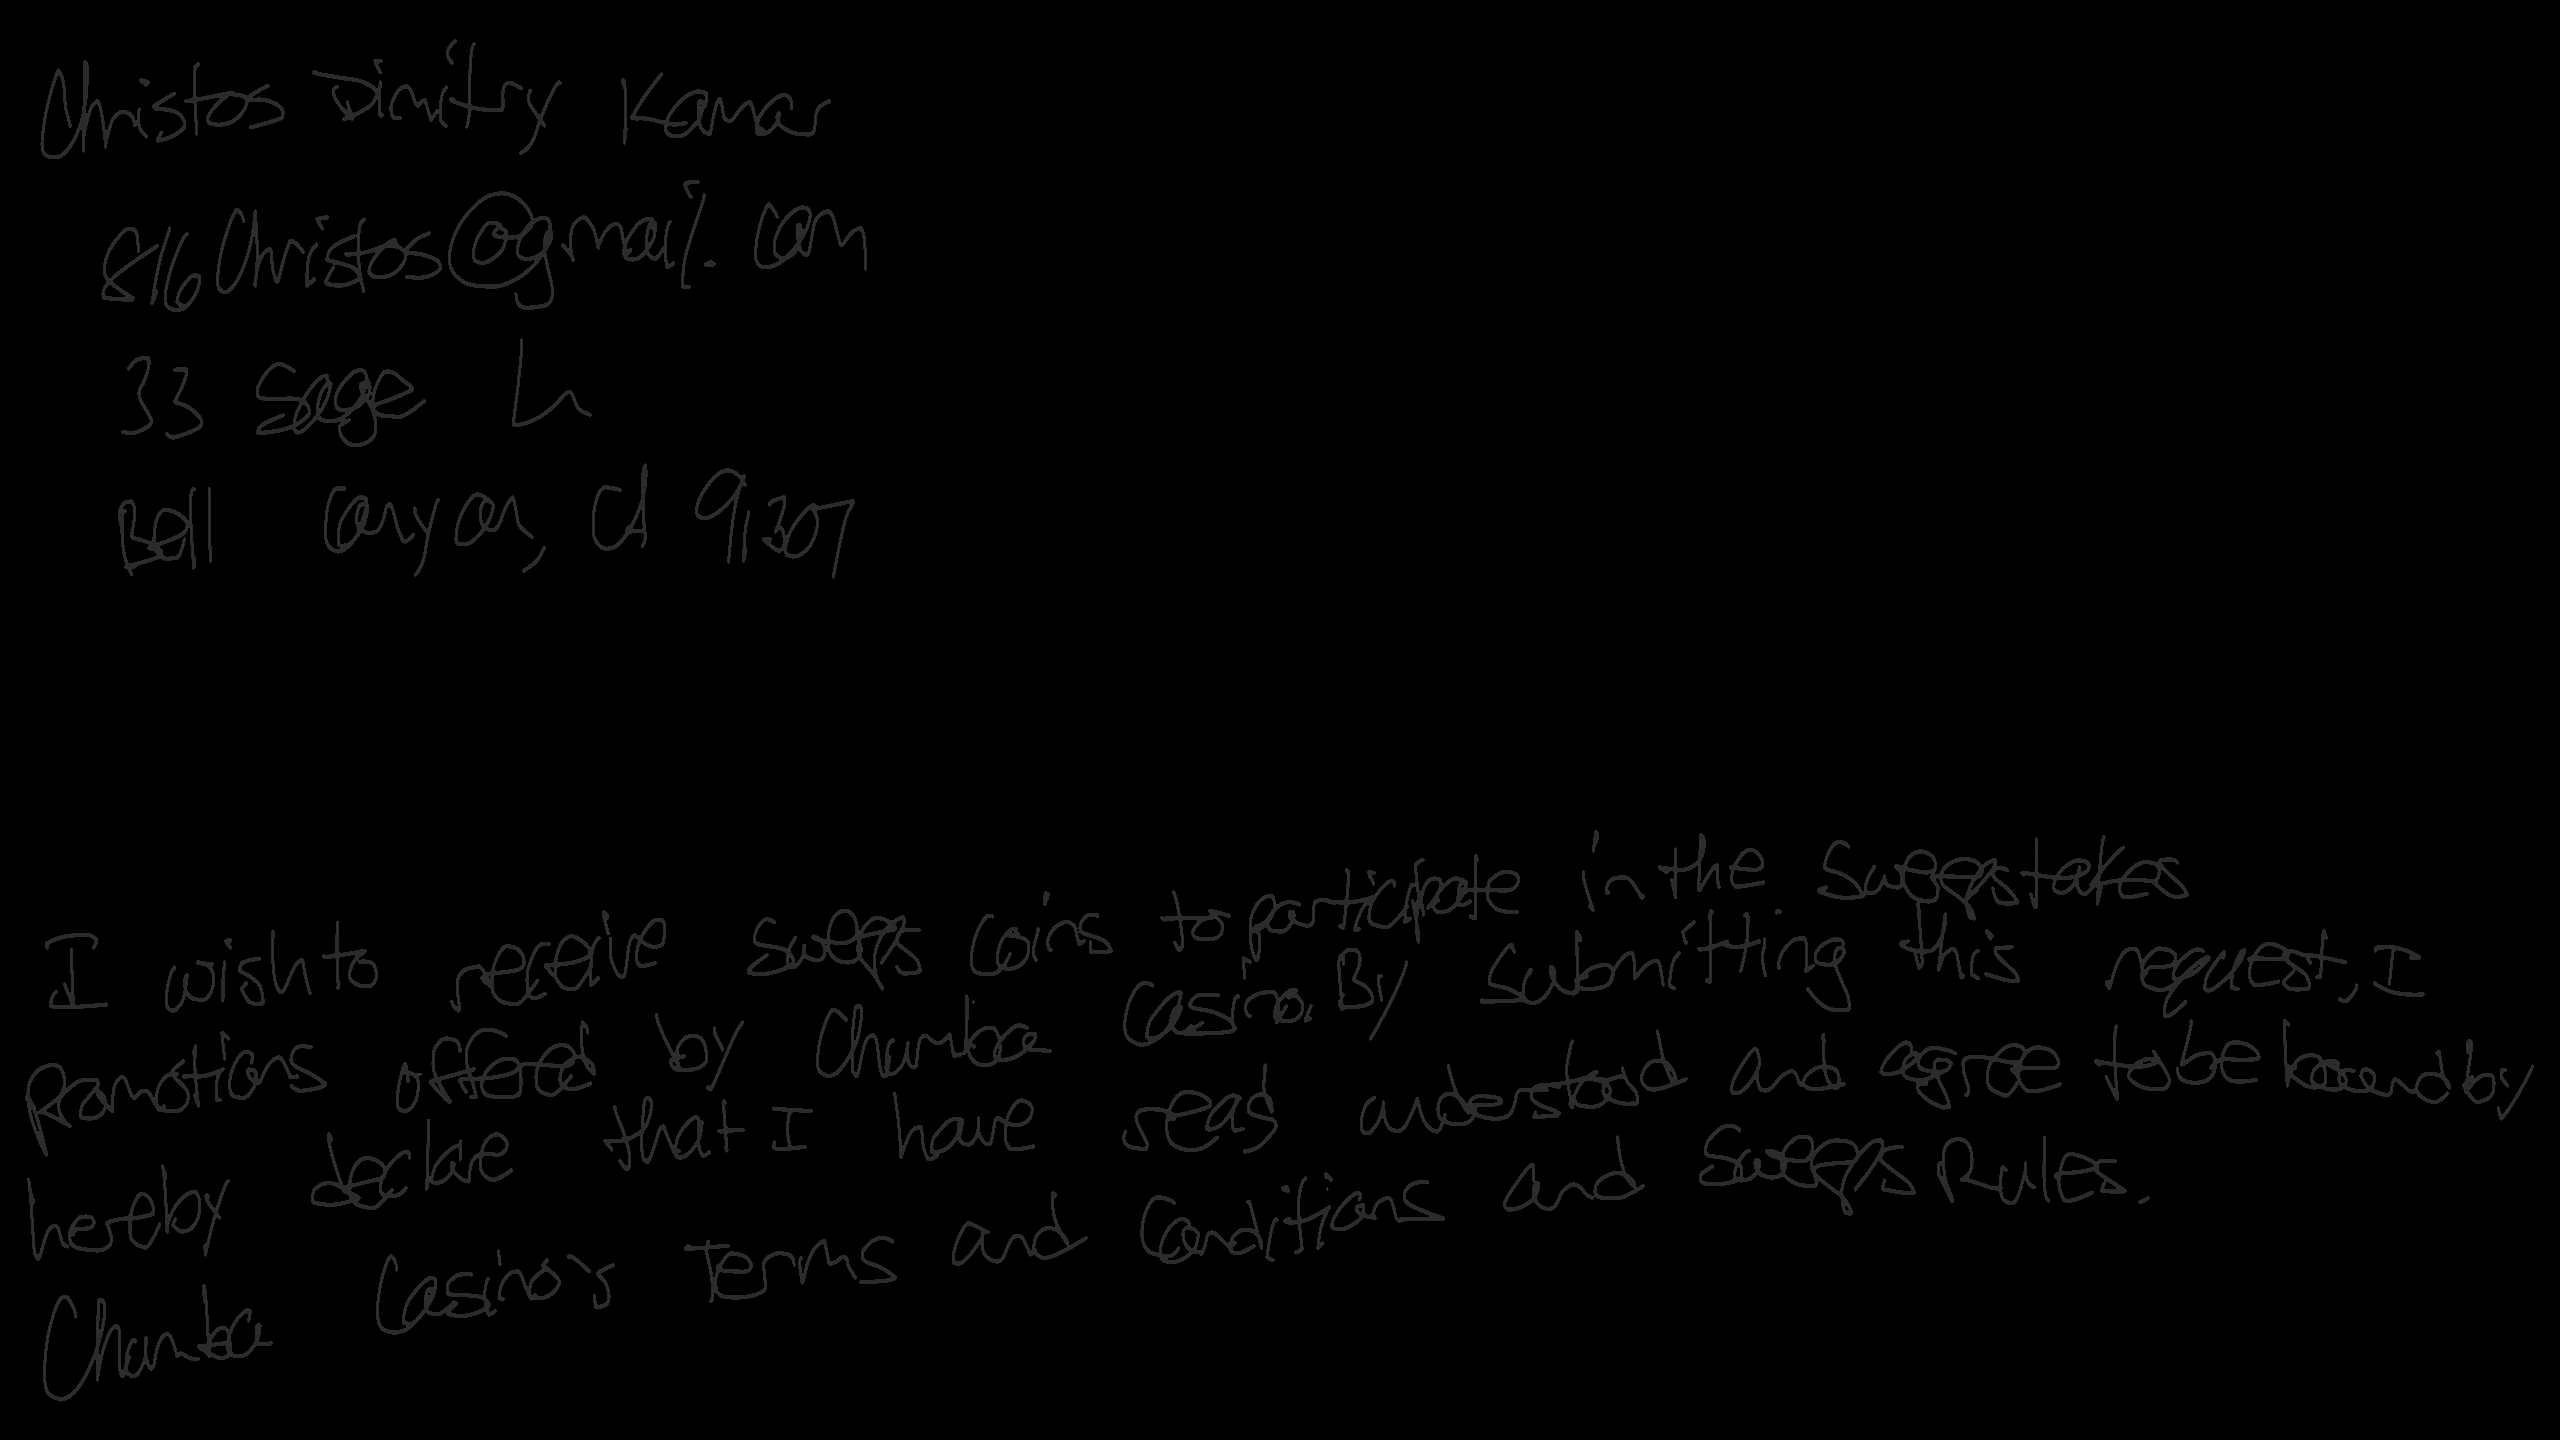 Christos Dimitry Kamar
816Christos@gmail.com
33 Sage Ln
Bell Canyon, CA 91307
I wish to receive sweeps coins to participate in the sweepstakes
promotions offered by Chumba Casino. By submitting this request, I
hereby declare that I have read understood and agree to be bound by
Chumba Casino's Terms and Conditions and Sweeps Rules.